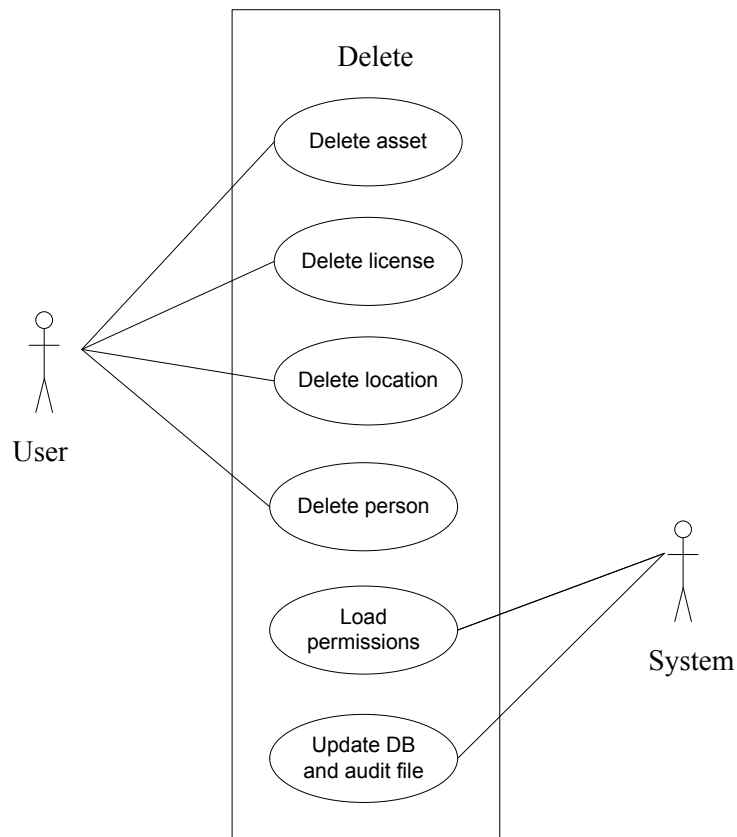 Delete
Delete asset
Delete license
Delete location
User
Delete person
Load
permissions
System
Update DB
and audit file